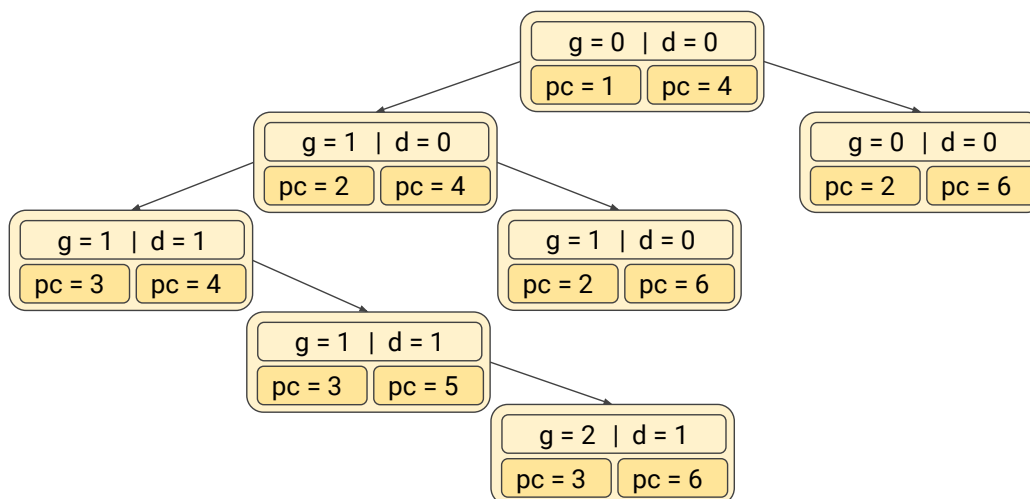 g = 0 | d = 0
pc = 1 pc = 4
g = 1 | d = 0
pc = 2 pc = 4
g = 0 | d = 0
pc = 2 pc = 6
g = 1 | d = 1
pc = 3 pc = 4
g = 1 | d = 0
pc = 2 pc = 6
g = 1 | d = 1
pc = 3 pc = 5
g = 2 | d = 1
pc = 3 pc = 6